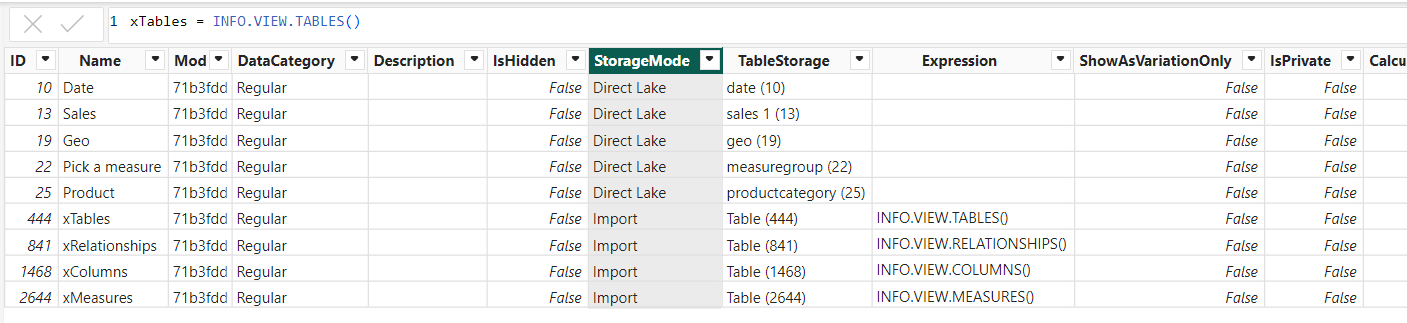 1 xTables = INFO.VIEW.TABLES()
ID Name Mod DataCategory Description IsHidden StorageMode TableStorage Expression ShowAsVariationOnly IsPrivate Calcu
10 Date 71b3fdd Regular False Direct Lake date (10) False False
13 Sales 71b3fdd Regular False Direct Lake sales 1 (13) False False
19 Geo 71b3fdd Regular False Direct Lake geo (19) False False
22 Pick a measure 71b3fdd Regular False Direct Lake measuregroup (22) False False
25 Product 71b3fdd Regular False Direct Lake productcategory (25) False False
444 xTables 71b3fdd Regular False Import Table (444) INFO.VIEW.TABLES() False False
841 xRelationships 71b3fdd Regular False Import Table (841) INFO.VIEW.RELATIONSHIPS() False False
1468 xColumns 71b3fdd Regular False Import Table (1468) INFO.VIEW.COLUMNS() False False
2644 xMeasures 71b3fdd Regular False Import Table (2644) INFO.VIEW.MEASURES() False False